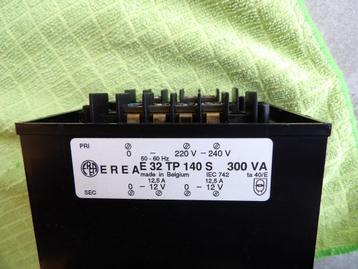 PRI
0 220 V - 240 V
50 - 60 Hz
EREA E 32 TP 140 S 300 VA
made in Belgium IEC 742 ta 40/E
12,5 A 12,5 A
SEC 0 - 12 V 0 - 12 V